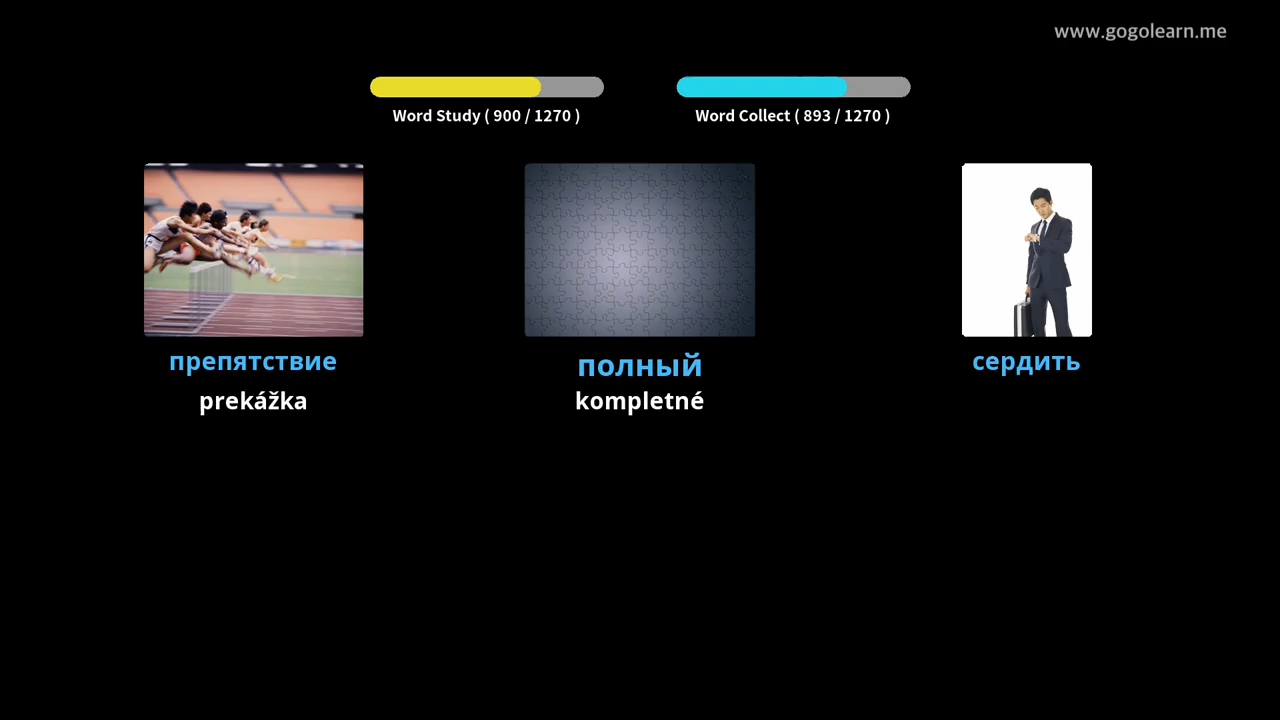 www.gogolearn.me
Word Study ( 900 / 1270 )
Word Collect ( 893 / 1270 )
препятствие
prekážka
полный
kompletné
сердить